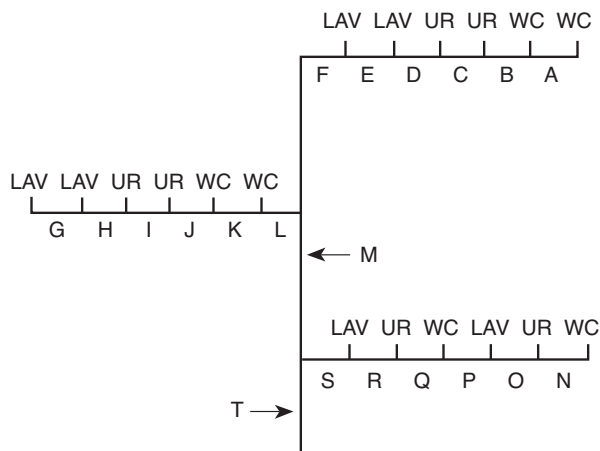 LAV LAV UR UR WC WC
F E D C B A
LAV LAV UR UR WC WC
G H I J K L
M
LAV UR WC LAV UR WC
S R Q P O N
T